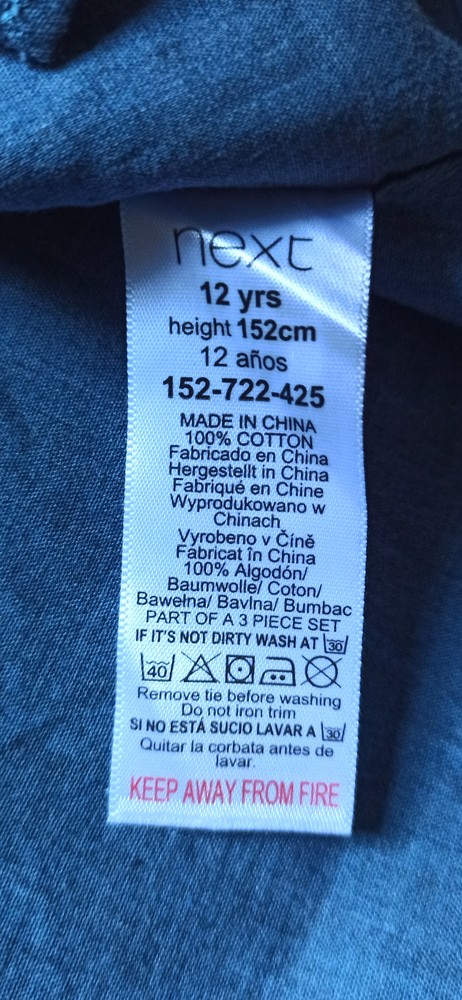 next
12 yrs
height 152cm
12 años
152-722-425
MADE IN CHINA
100% COTTON
Fabricado en China
Hergestellt in China
Fabriqué en Chine
Wyprodukowano w
Chinach
Vyrobeno v Číně
Fabricat în China
100% Algodón/
Baumwolle/ Coton/
Bawełna/ Bavlna/ Bumbac
PART OF A 3 PIECE SET
IF IT'S NOT DIRTY WASH AT 30
40
Remove tie before washing
Do not iron trim
SI NO ESTÁ SUCIO LAVAR A 30
Quitar la corbata antes de
lavar.
KEEP AWAY FROM FIRE